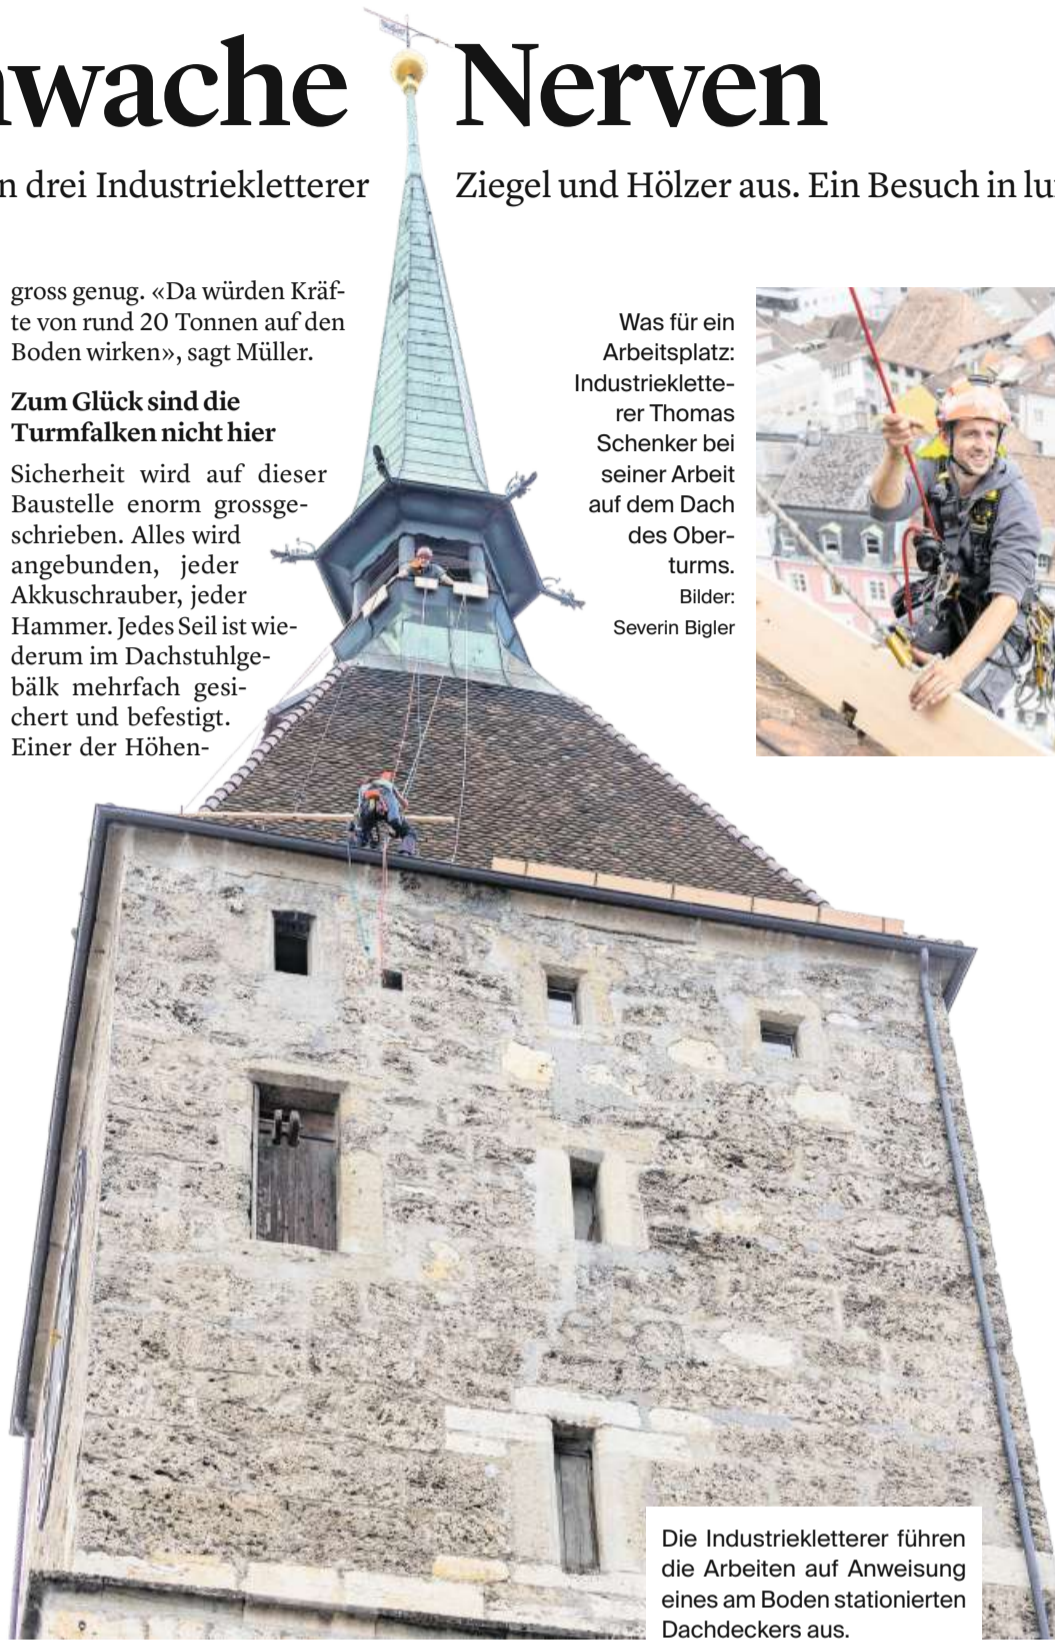 wache Nerven
n drei Industriekletterer Ziegel und Hölzer aus. Ein Besuch in
gross genug. «Da würden Kräf-
te von rund 20 Tonnen auf den
Boden wirken», sagt Müller.
Zum Glück sind die
Turmfalken nicht hier
Sicherheit wird auf dieser
Baustelle enorm grossge-
schrieben. Alles wird
angebunden, jeder
Akkuschrauber, jeder
Hammer. Jedes Seil ist wie-
derum im Dachstuhlge-
bälk mehrfach gesi-
chert und befestigt.
Einer der Höhen-
Was für ein
Arbeitsplatz:
Industrieklette-
rer Thomas
Schenker bei
seiner Arbeit
auf dem Dach
des Ober-
turms.
Bilder:
Severin Bigler
Die Industriekletterer führen
die Arbeiten auf Anweisung
eines am Boden stationierten
Dachdeckers aus.